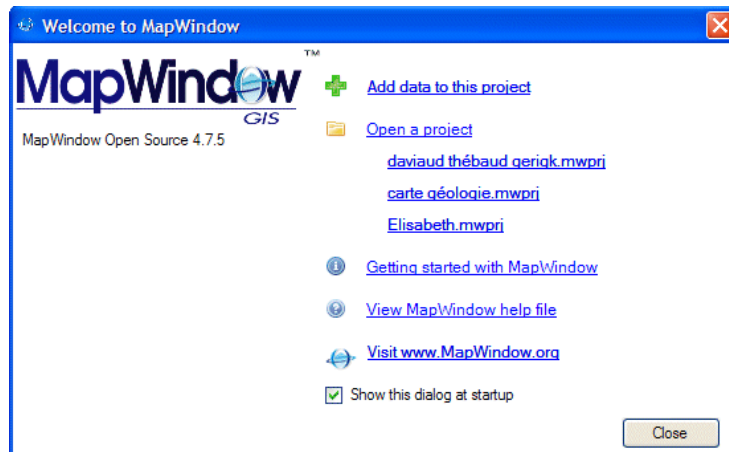 Welcome to MapWindow
MapWindow™
GIS
MapWindow Open Source 4.7.5
Add data to this project
Open a project
daviaud thébaud gerigk.mwprj
carte géologie.mwprj
Elisabeth.mwprj
Getting started with MapWindow
View MapWindow help file
Visit www.MapWindow.org
Show this dialog at startup
Close